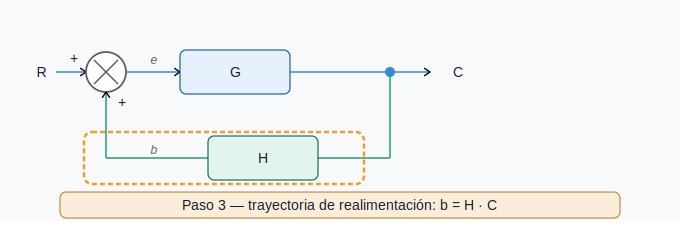 R
+
e
G
C
+
b
H
Paso 3 — trayectoria de realimentación: b = H · C